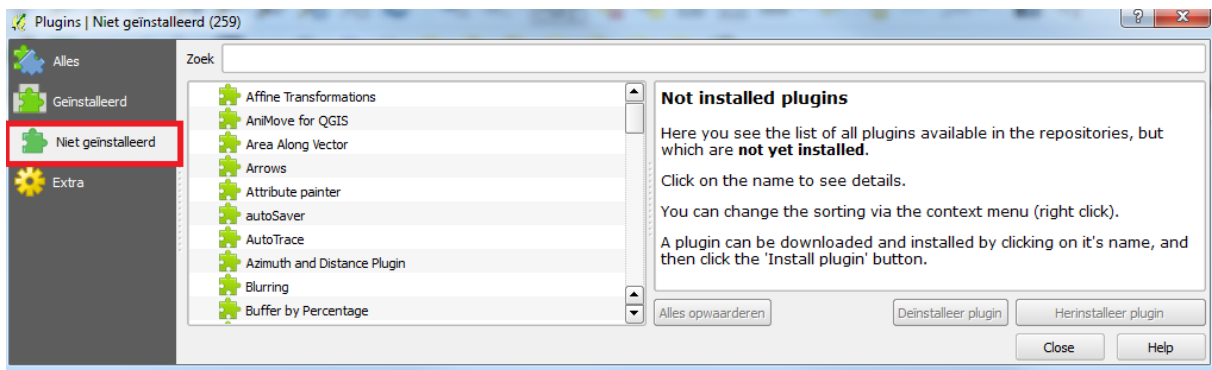 Plugins | Niet geïnstalleerd (259)
?
X
Alles
Geïnstalleerd
Niet geïnstalleerd
Extra
Zoek
Affine Transformations
AniMove for QGIS
Area Along Vector
Arrows
Attribute painter
autoSaver
AutoTrace
Azimuth and Distance Plugin
Blurring
Buffer by Percentage
Not installed plugins
Here you see the list of all plugins available in the repositories, but
which are not yet installed.
Click on the name to see details.
You can change the sorting via the context menu (right click).
A plugin can be downloaded and installed by clicking on it's name, and
then click the 'Install plugin' button.
Alles opwaarderen
Deïnstalleer plugin
Herinstalleer plugin
Close
Help